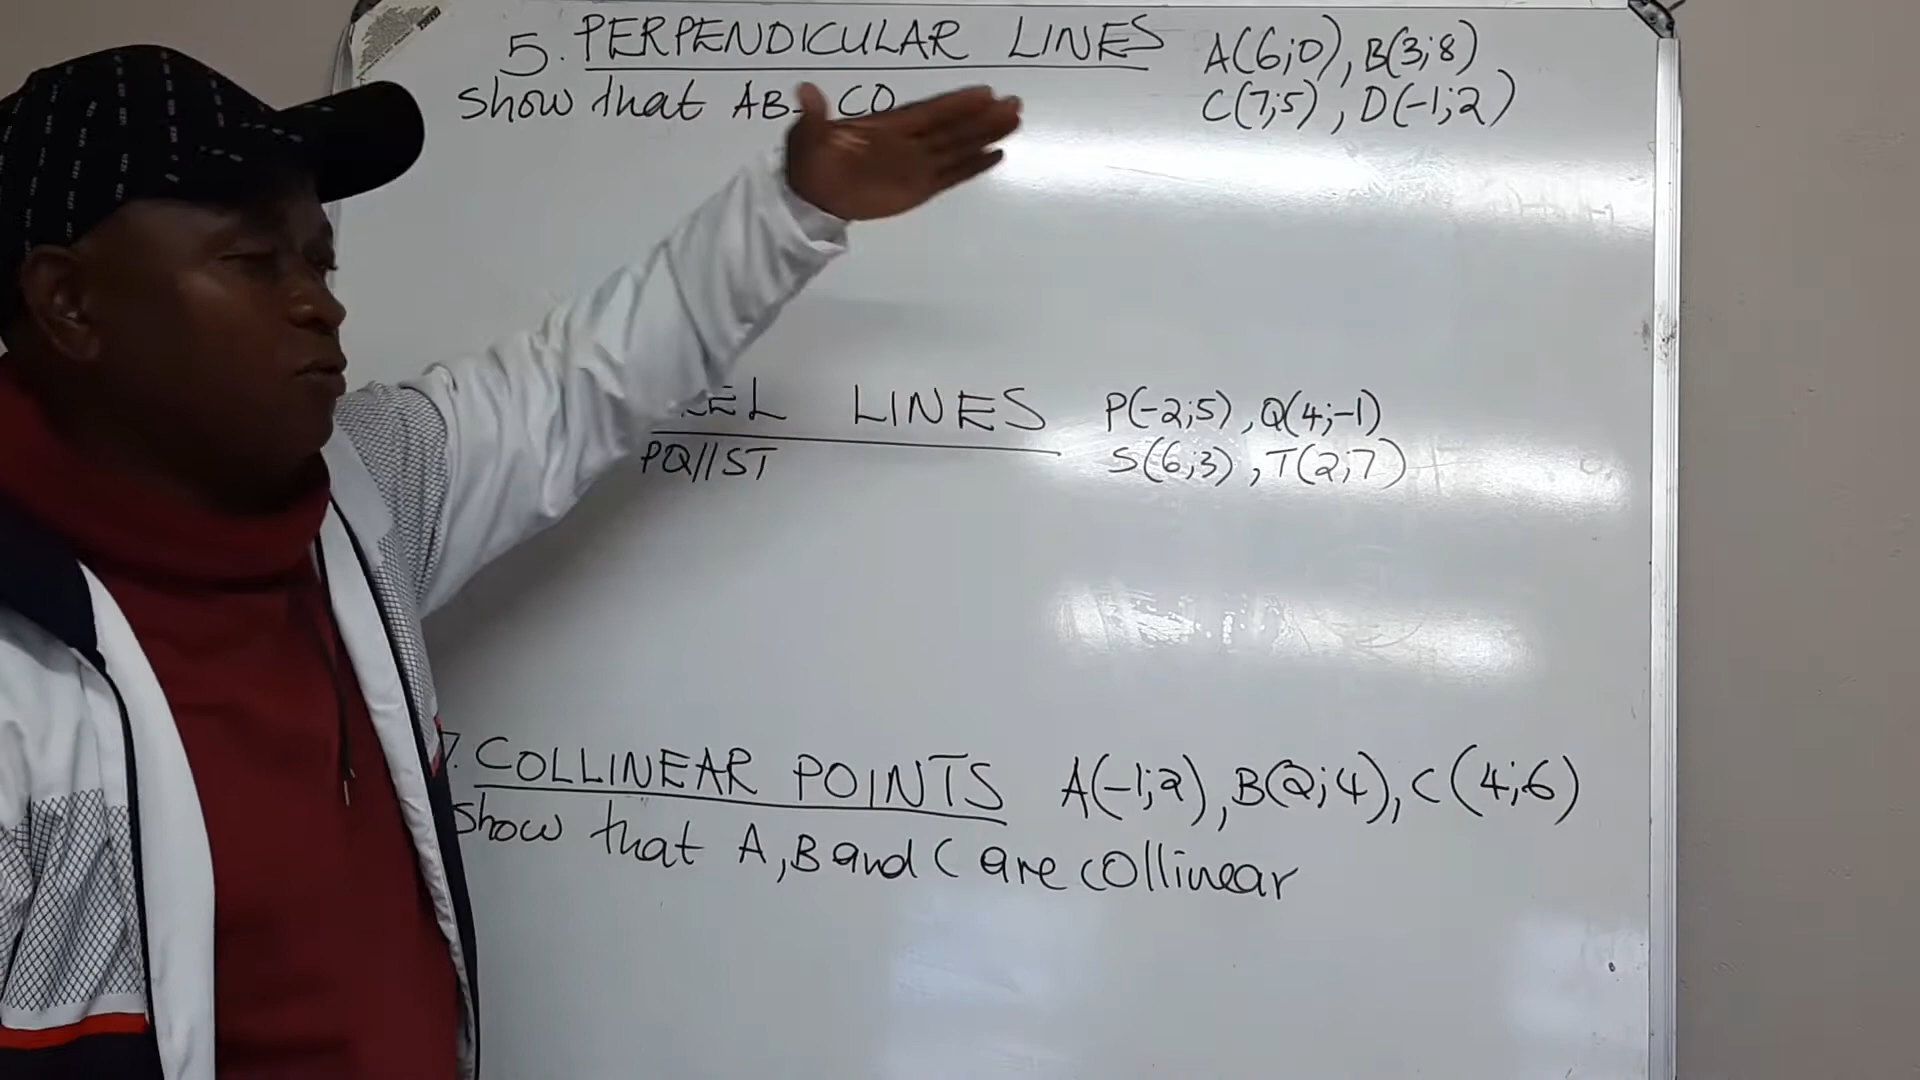 5. PERPENDICULAR LINES A(6;0), B(3;8)
show that AB CD C(7;5), D(-1;2)
LINES P(-2;5), Q(4;-1)
PQ//ST S(6;3), T(2;7)
7. COLLINEAR POINTS A(-1;2), B(2;4), C(4;6)
show that A, B and C are collinear